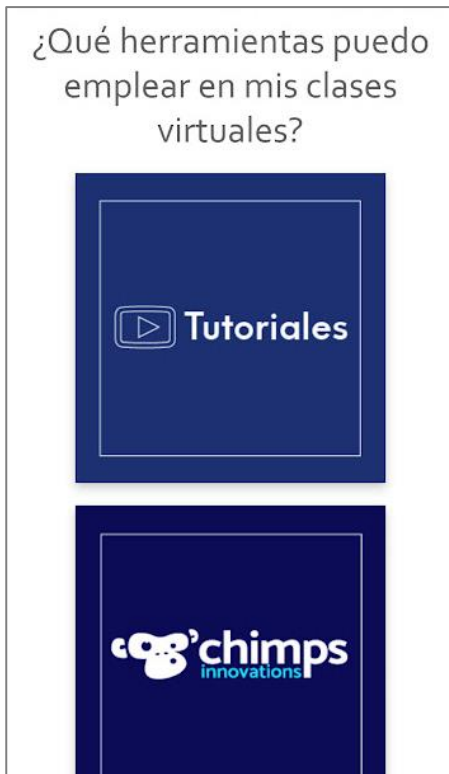 ¿Qué herramientas puedo
emplear en mis clases
virtuales?
Tutoriales
chimps
innovations